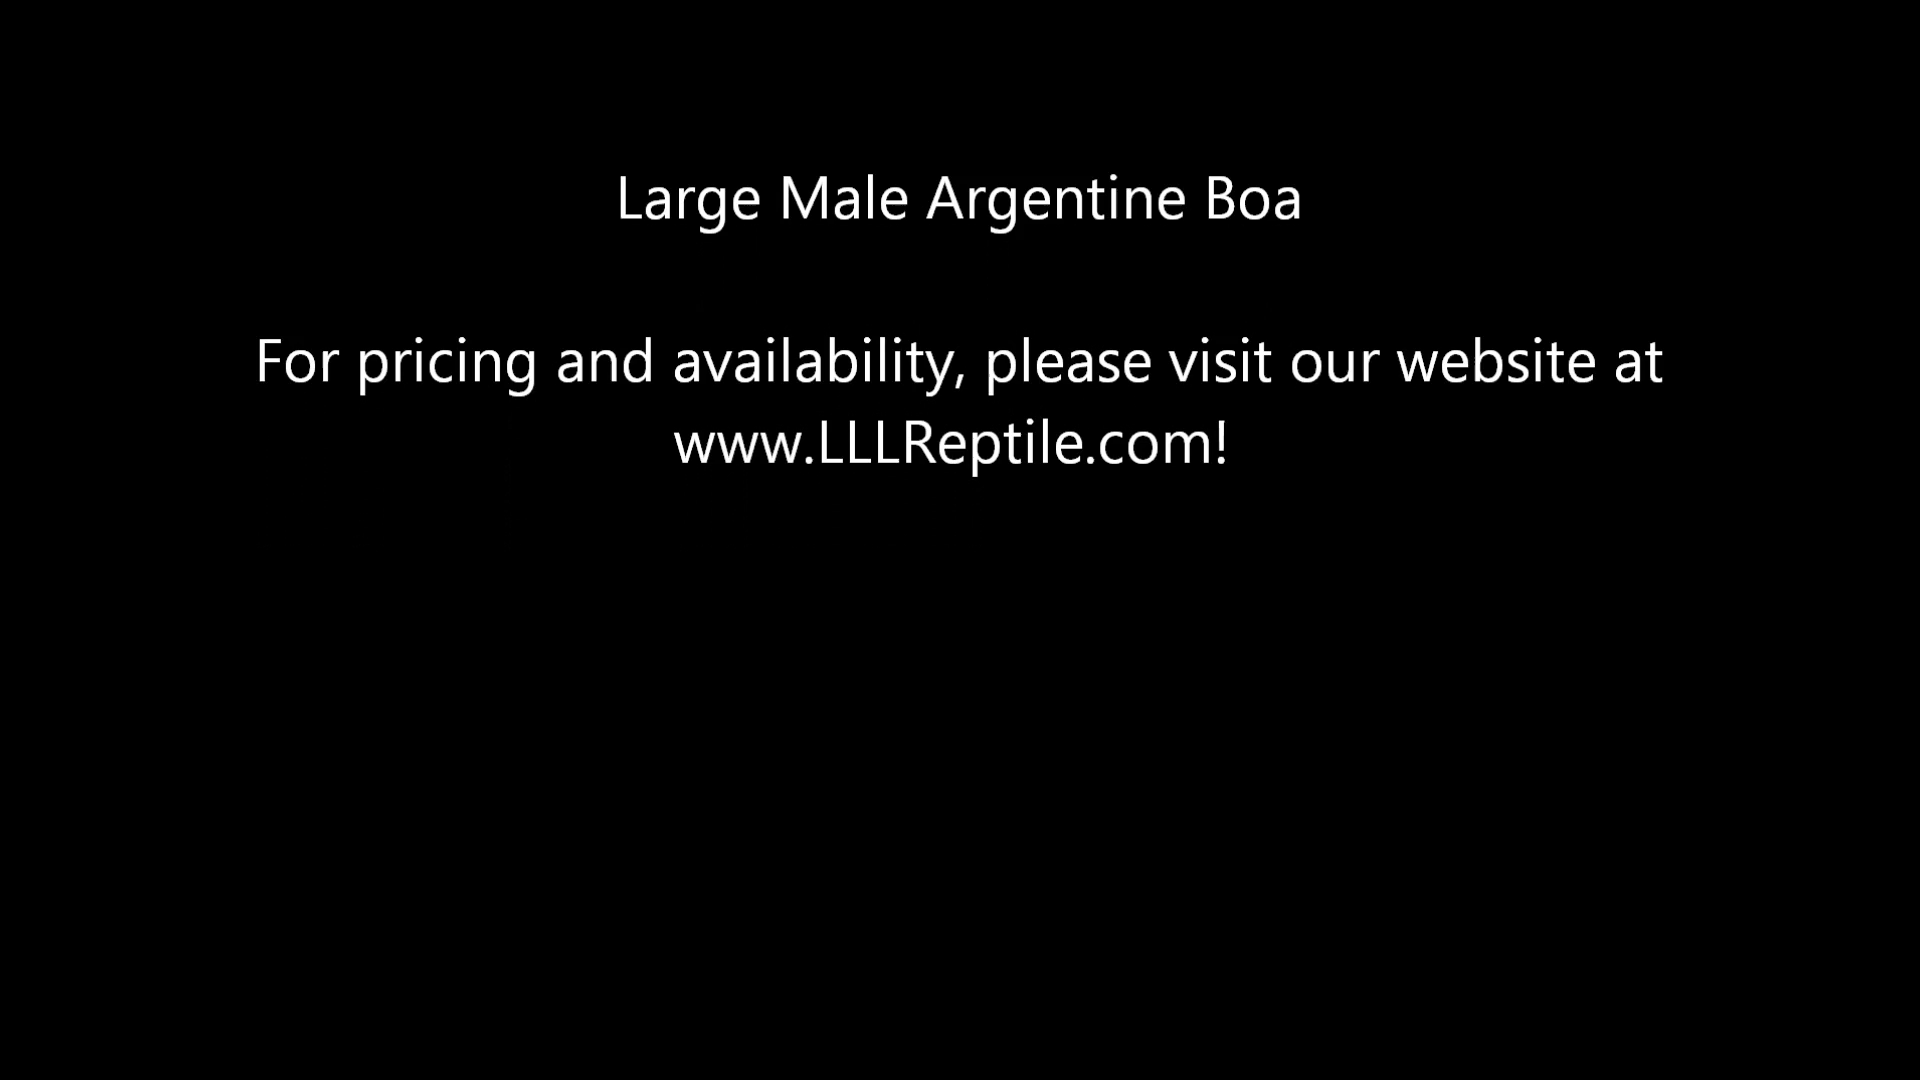 Large Male Argentine Boa
For pricing and availability, please visit our website at
www.LLLReptile.com!